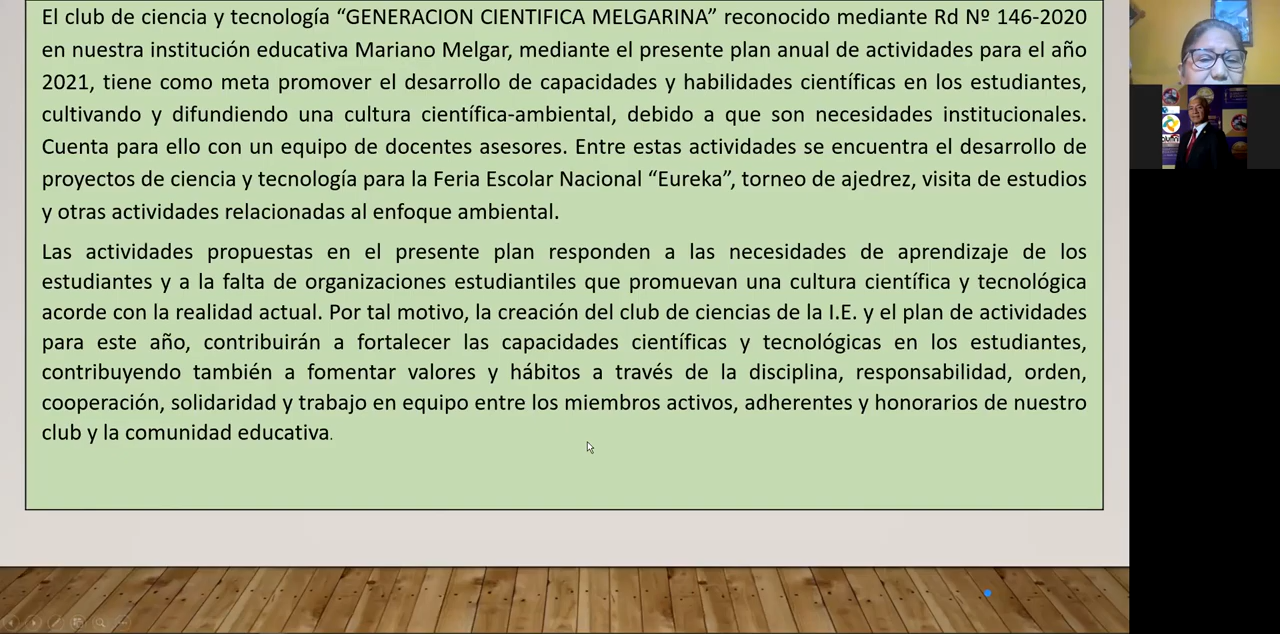 El club de ciencia y tecnología “GENERACION CIENTIFICA MELGARINA” reconocido mediante Rd Nº 146-2020
en nuestra institución educativa Mariano Melgar, mediante el presente plan anual de actividades para el año
2021, tiene como meta promover el desarrollo de capacidades y habilidades científicas en los estudiantes,
cultivando y difundiendo una cultura científica-ambiental, debido a que son necesidades institucionales.
Cuenta para ello con un equipo de docentes asesores. Entre estas actividades se encuentra el desarrollo de
proyectos de ciencia y tecnología para la Feria Escolar Nacional “Eureka”, torneo de ajedrez, visita de estudios
y otras actividades relacionadas al enfoque ambiental.
Las actividades propuestas en el presente plan responden a las necesidades de aprendizaje de los
estudiantes y a la falta de organizaciones estudiantiles que promuevan una cultura científica y tecnológica
acorde con la realidad actual. Por tal motivo, la creación del club de ciencias de la I.E. y el plan de actividades
para este año, contribuirán a fortalecer las capacidades científicas y tecnológicas en los estudiantes,
contribuyendo también a fomentar valores y hábitos a través de la disciplina, responsabilidad, orden,
cooperación, solidaridad y trabajo en equipo entre los miembros activos, adherentes y honorarios de nuestro
club y la comunidad educativa.